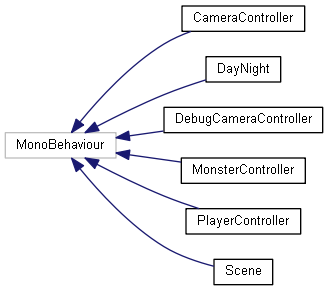 CameraController
DayNight
DebugCameraController
MonoBehaviour
MonsterController
PlayerController
Scene